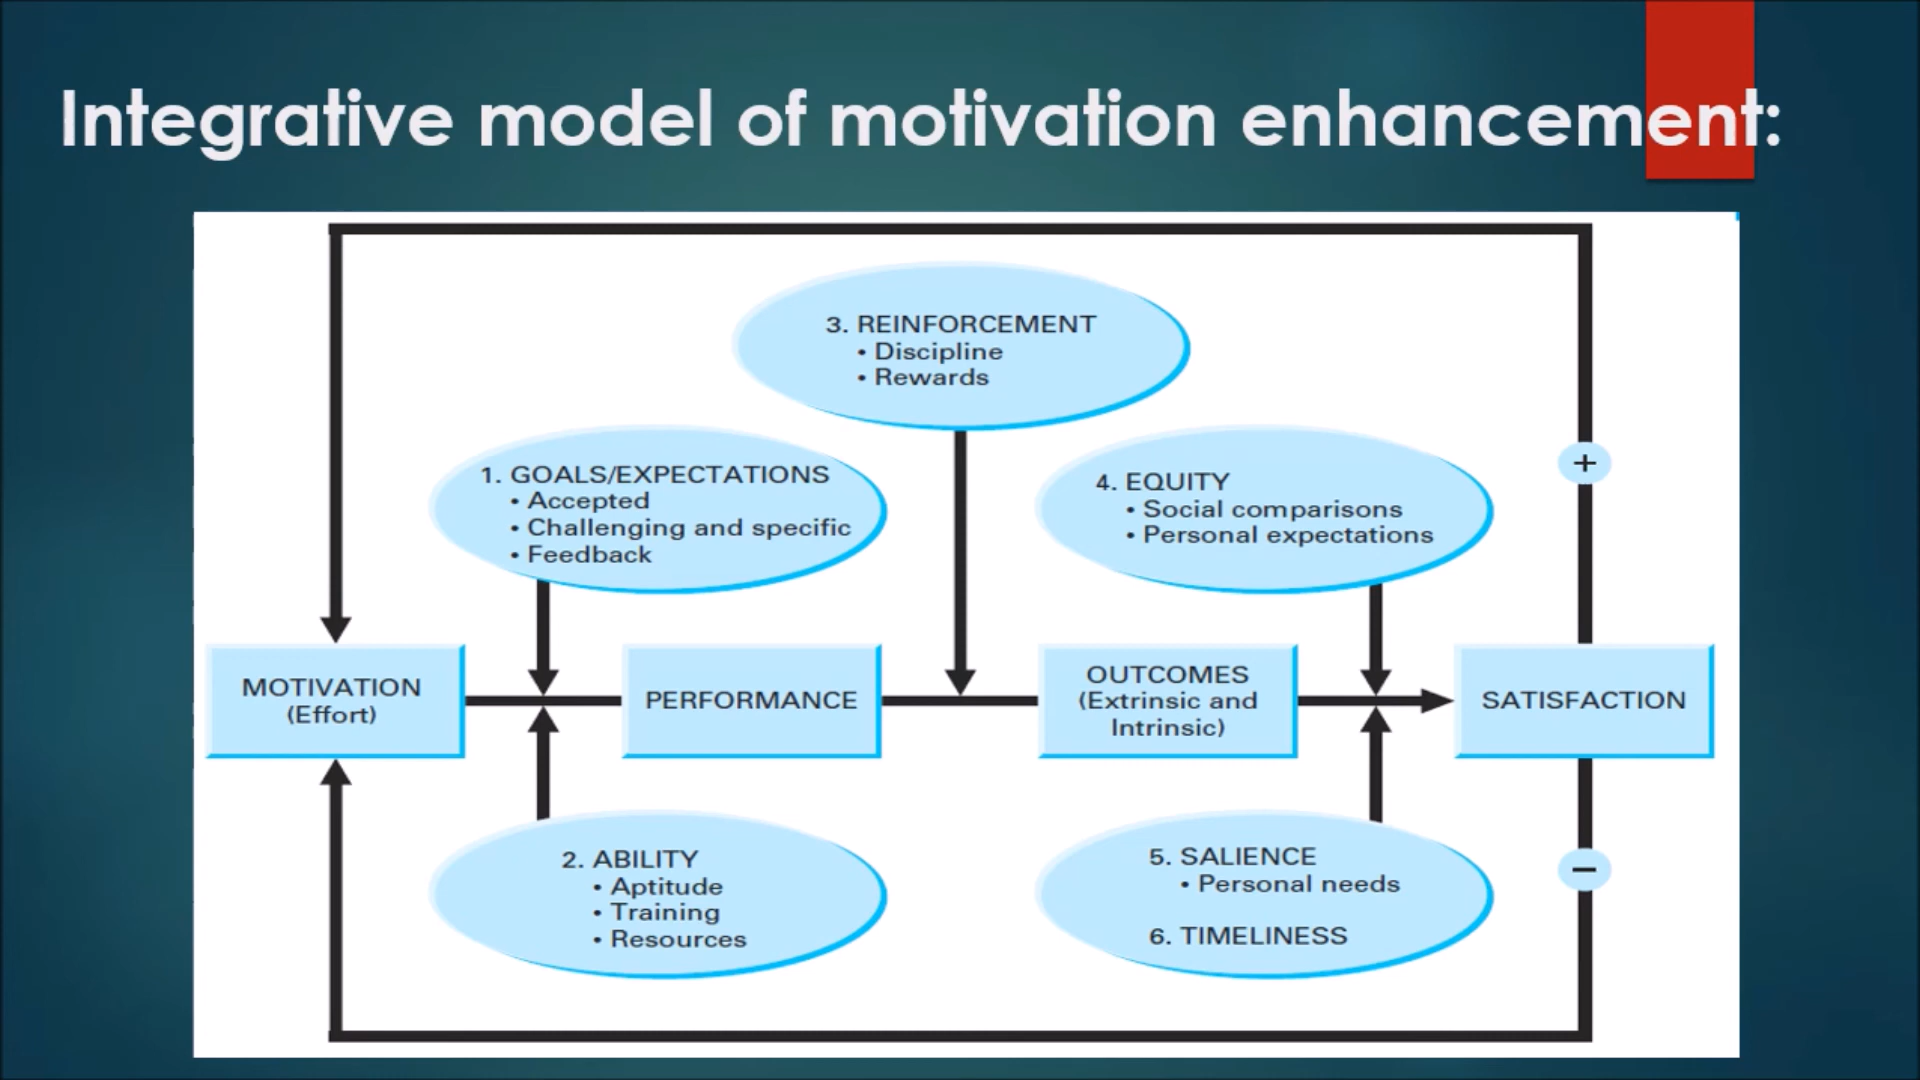 Integrative model of motivation enhancement:
3. REINFORCEMENT
• Discipline
• Rewards
1. GOALS/EXPECTATIONS
• Accepted
• Challenging and specific
• Feedback
4. EQUITY
• Social comparisons
• Personal expectations
+
MOTIVATION
(Effort)
PERFORMANCE
OUTCOMES
(Extrinsic and
Intrinsic)
SATISFACTION
2. ABILITY
• Aptitude
• Training
• Resources
5. SALIENCE
• Personal needs
6. TIMELINESS
−